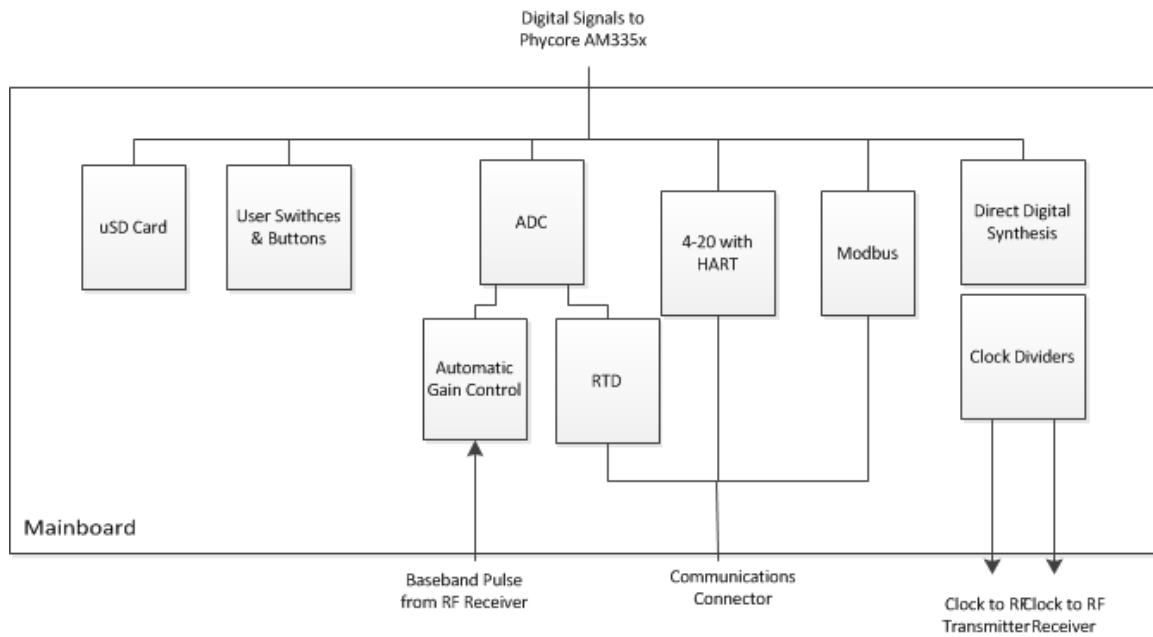 Digital Signals to
Phycore AM335x
uSD Card
User Swithces
& Buttons
ADC
4-20 with
HART
Modbus
Direct Digital
Synthesis
Automatic
Gain Control
RTD
Clock Dividers
Mainboard
Baseband Pulse
from RF Receiver
Communications
Connector
Clock to RF
Transmitter
Clock to RF
Receiver